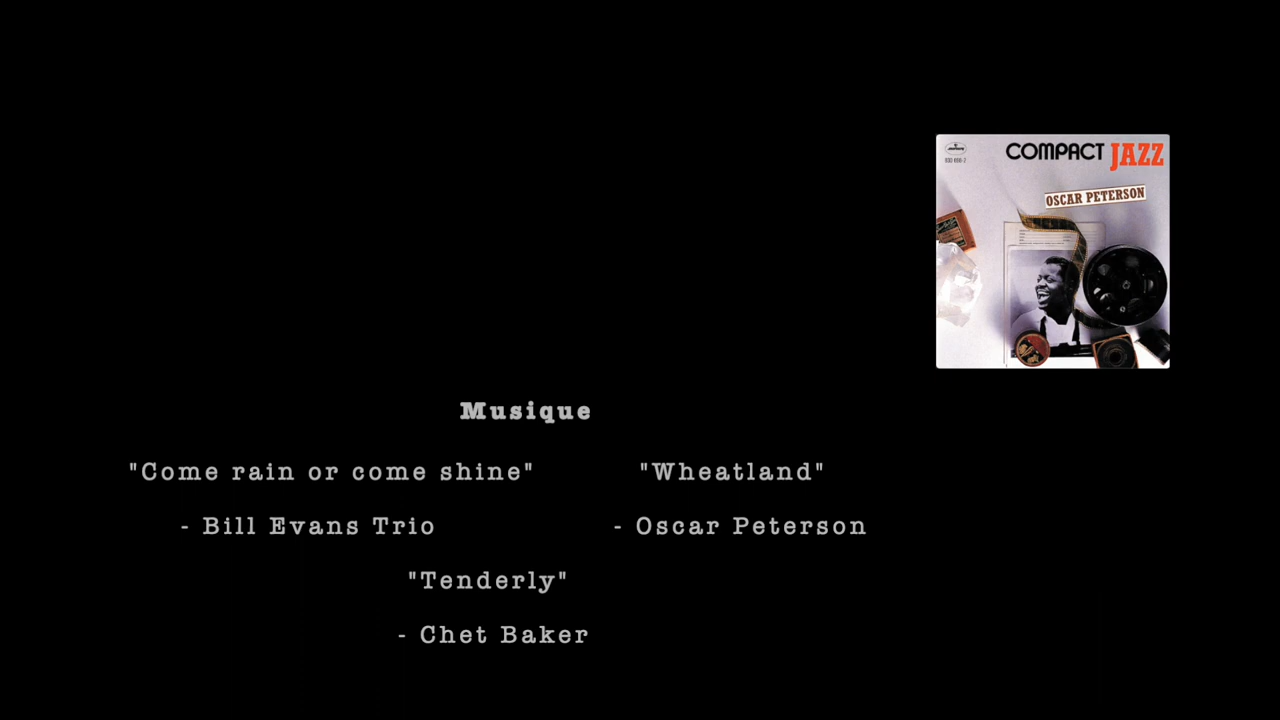 COMPACT JAZZ
OSCAR PETERSON
Musique
"Come rain or come shine" "Wheatland"
- Bill Evans Trio - Oscar Peterson
"Tenderly"
- Chet Baker